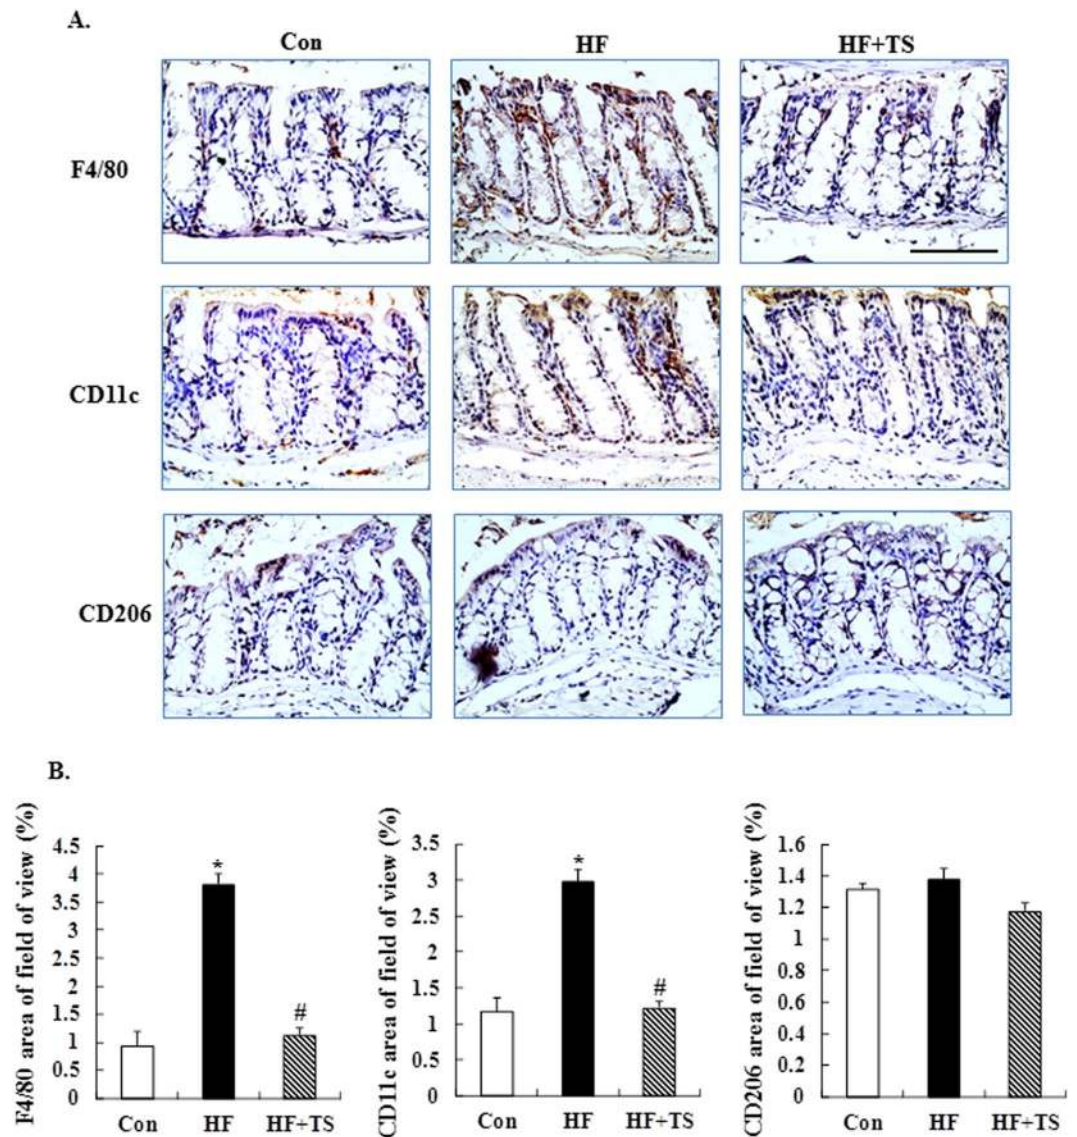 A.
Con HF HF+TS
F4/80
CD11c
CD206
B.
F4/80 area of field of view (%)
4.5
4
3.5
3
2.5
2
1.5
1
0.5
0
*
#
Con HF HF+TS
CD11c area of field of view (%)
3.5
3
2.5
2
1.5
1
0.5
0
*
#
Con HF HF+TS
CD206 area of field of view (%)
1.6
1.4
1.2
1
0.8
0.6
0.4
0.2
0
Con HF HF+TS